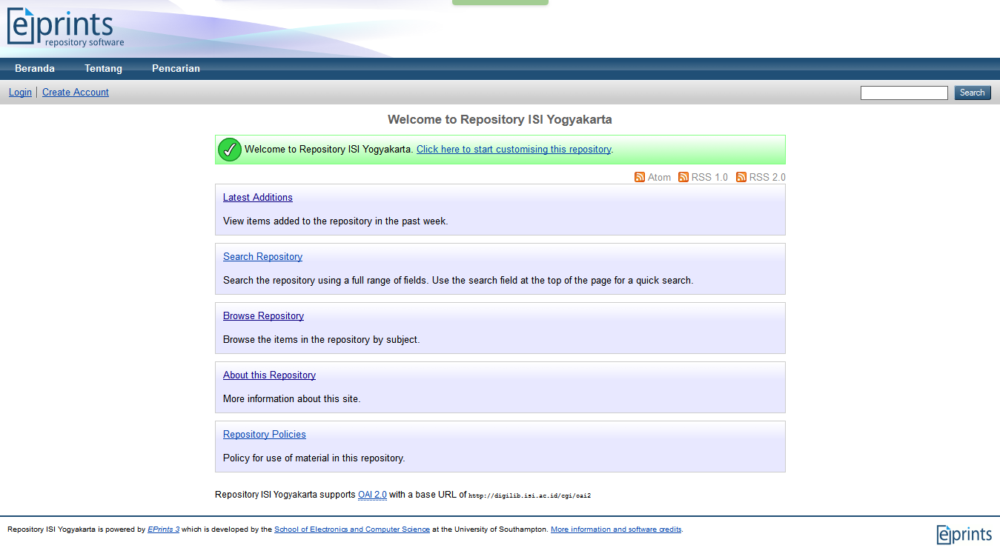 eprints
repository software
Beranda Tentang Pencarian
Login | Create Account Search
Welcome to Repository ISI Yogyakarta
Welcome to Repository ISI Yogyakarta. Click here to start customising this repository.
Atom RSS 1.0 RSS 2.0
Latest Additions
View items added to the repository in the past week.
Search Repository
Search the repository using a full range of fields. Use the search field at the top of the page for a quick search.
Browse Repository
Browse the items in the repository by subject.
About this Repository
More information about this site.
Repository Policies
Policy for use of material in this repository.
Repository ISI Yogyakarta supports OAI 2.0 with a base URL of http://digilib.isi.ac.id/cgi/oai2
Repository ISI Yogyakarta is powered by EPrints 3 which is developed by the School of Electronics and Computer Science at the University of Southampton. More information and software credits.
eprints